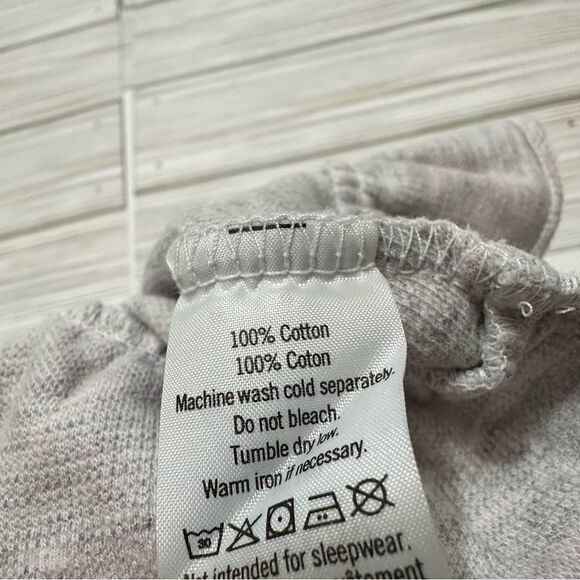 100% Cotton
100% Coton
Machine wash cold separately.
Do not bleach.
Tumble dry low.
Warm iron if necessary.
30
Not intended for sleepwear.